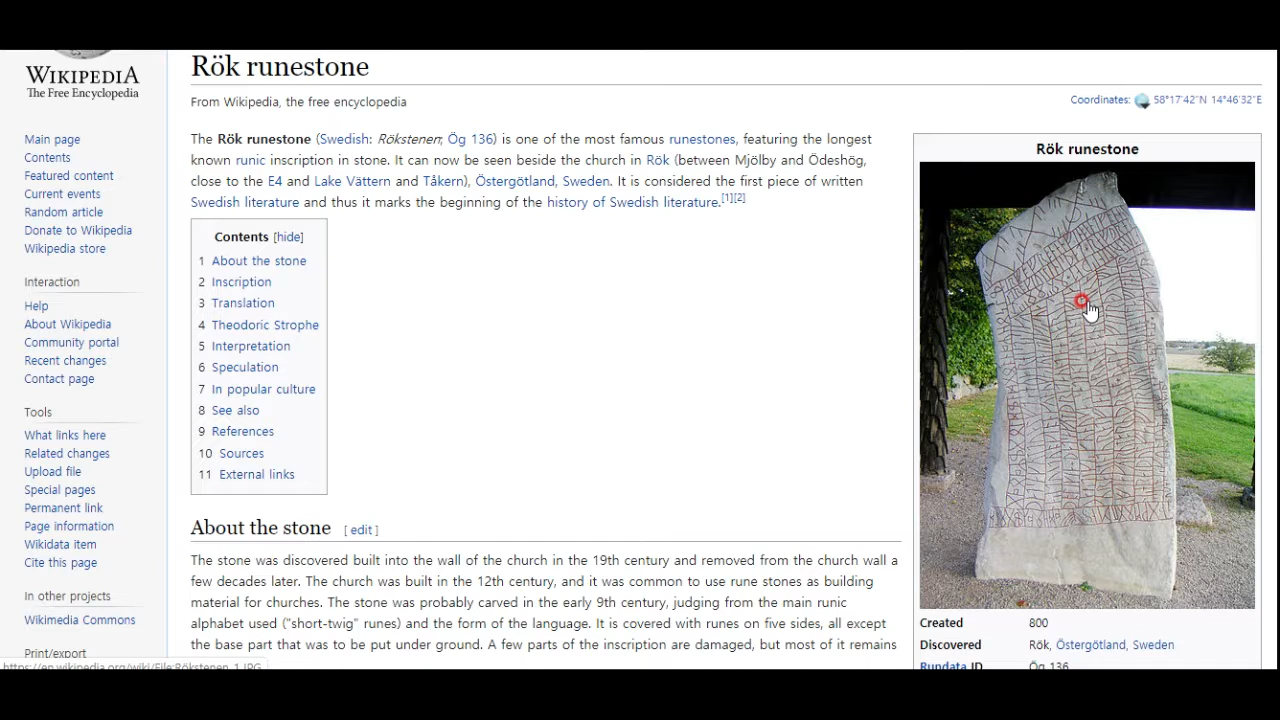 WIKIPEDIA
The Free Encyclopedia
Main page
Contents
Featured content
Current events
Random article
Donate to Wikipedia
Wikipedia store
Interaction
Help
About Wikipedia
Community portal
Recent changes
Contact page
Tools
What links here
Related changes
Upload file
Special pages
Permanent link
Page information
Wikidata item
Cite this page
In other projects
Wikimedia Commons
Print/export
https://en.wikipedia.org/wiki/File:Rökstenen_1.JPG
Rök runestone
From Wikipedia, the free encyclopedia
Coordinates: 58°17′42″N 14°46′32″E
The Rök runestone (Swedish: Rökstenen; Ög 136) is one of the most famous runestones, featuring the longest
known runic inscription in stone. It can now be seen beside the church in Rök (between Mjölby and Ödeshög,
close to the E4 and Lake Vättern and Tåkern), Östergötland, Sweden. It is considered the first piece of written
Swedish literature and thus it marks the beginning of the history of Swedish literature.[1][2]
Contents [hide]
1 About the stone
2 Inscription
3 Translation
4 Theodoric Strophe
5 Interpretation
6 Speculation
7 In popular culture
8 See also
9 References
10 Sources
11 External links
About the stone [ edit ]
The stone was discovered built into the wall of the church in the 19th century and removed from the church wall a
few decades later. The church was built in the 12th century, and it was common to use rune stones as building
material for churches. The stone was probably carved in the early 9th century, judging from the main runic
alphabet used ("short-twig" runes) and the form of the language. It is covered with runes on five sides, all except
the base part that was to be put under ground. A few parts of the inscription are damaged, but most of it remains
Rök runestone
Created 800
Discovered Rök, Östergötland, Sweden
Rundata ID Ög 136